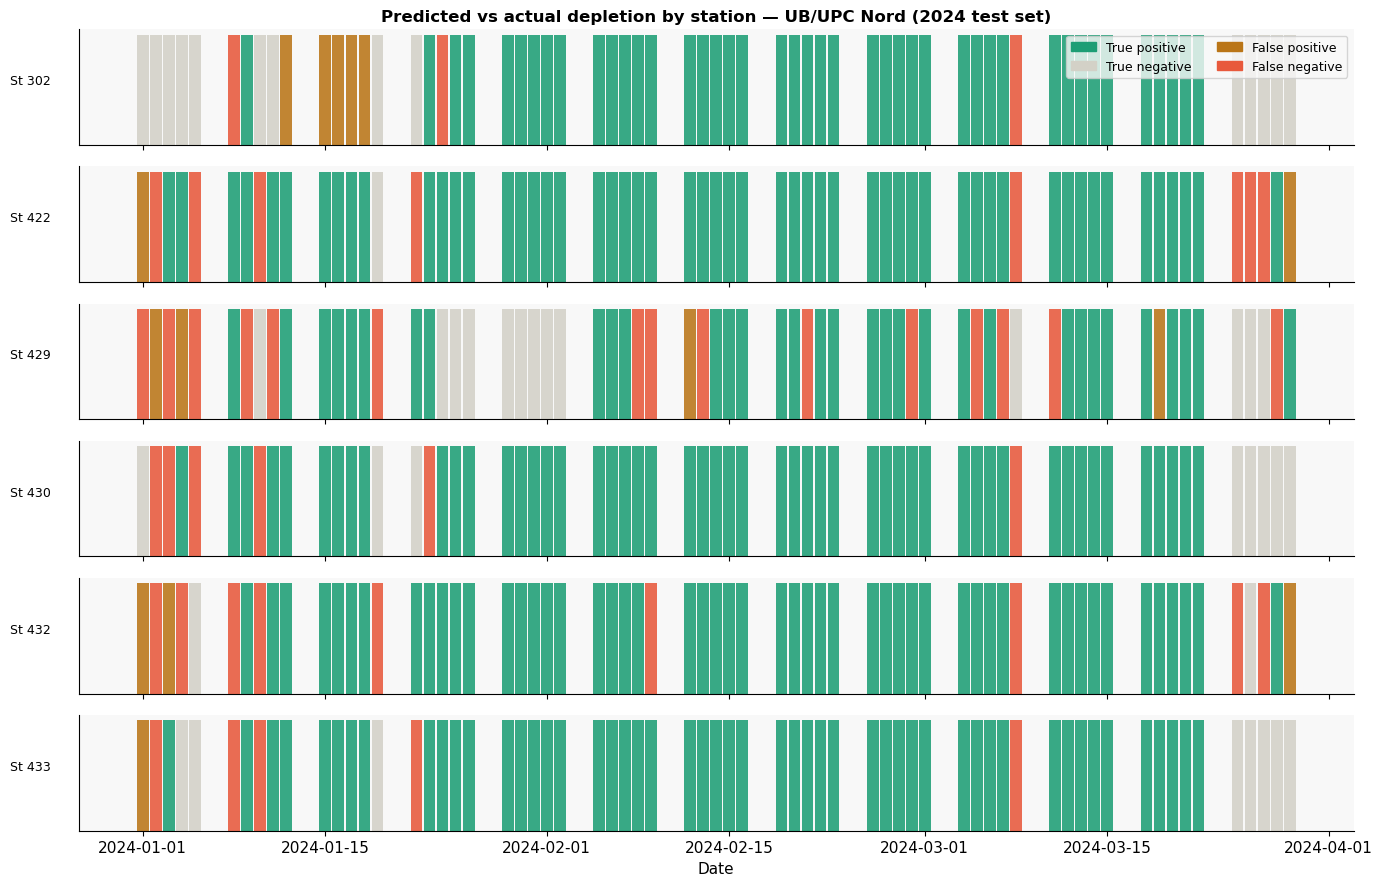 Predicted vs actual depletion by station — UB/UPC Nord (2024 test set)
True positive
False positive
True negative
False negative
St 302
St 422
St 429
St 430
St 432
St 433
2024-01-01
2024-01-15
2024-02-01
2024-02-15
2024-03-01
2024-03-15
2024-04-01
Date